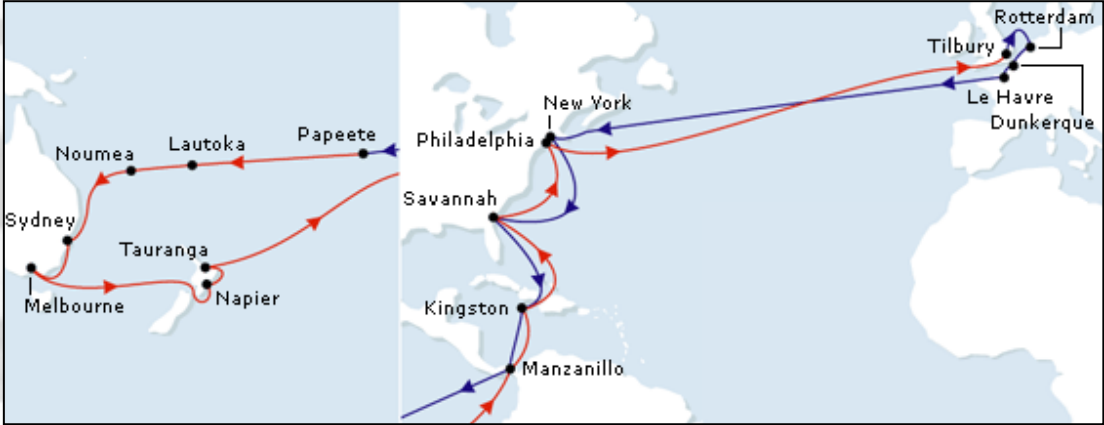 Rotterdam
Tilbury
New York
Le Havre
Dunkerque
Papeete
Philadelphia
Lautoka
Noumea
Savannah
Sydney
Tauranga
Napier
Melbourne
Kingston
Manzanillo